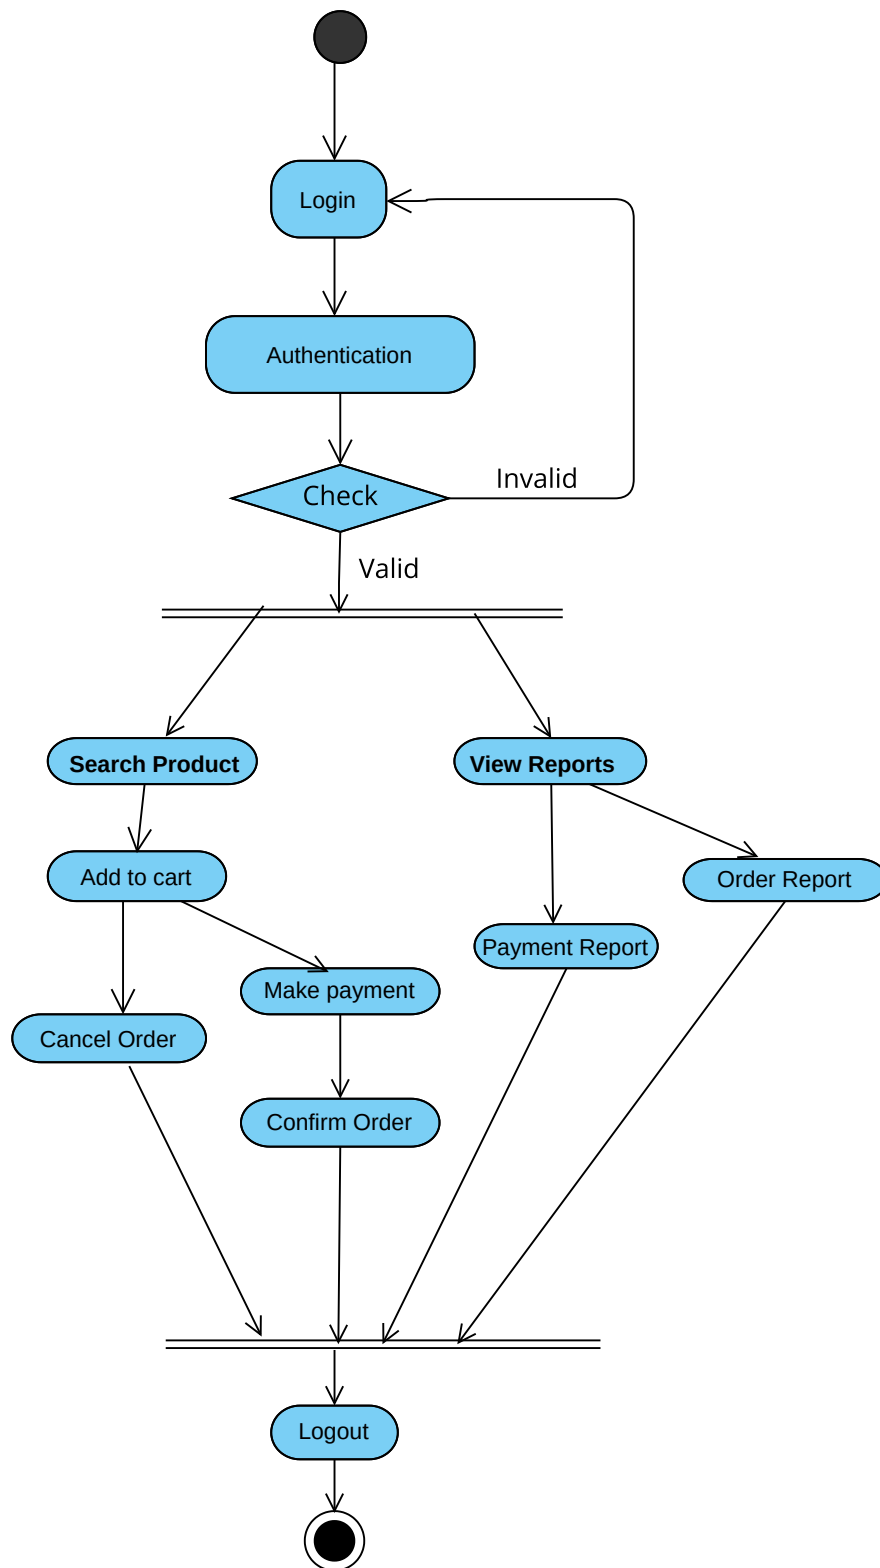 Login
Authentication
Check
Invalid
Valid
Search Product
View Reports
Add to cart
Order Report
Payment Report
Make payment
Cancel Order
Confirm Order
Logout